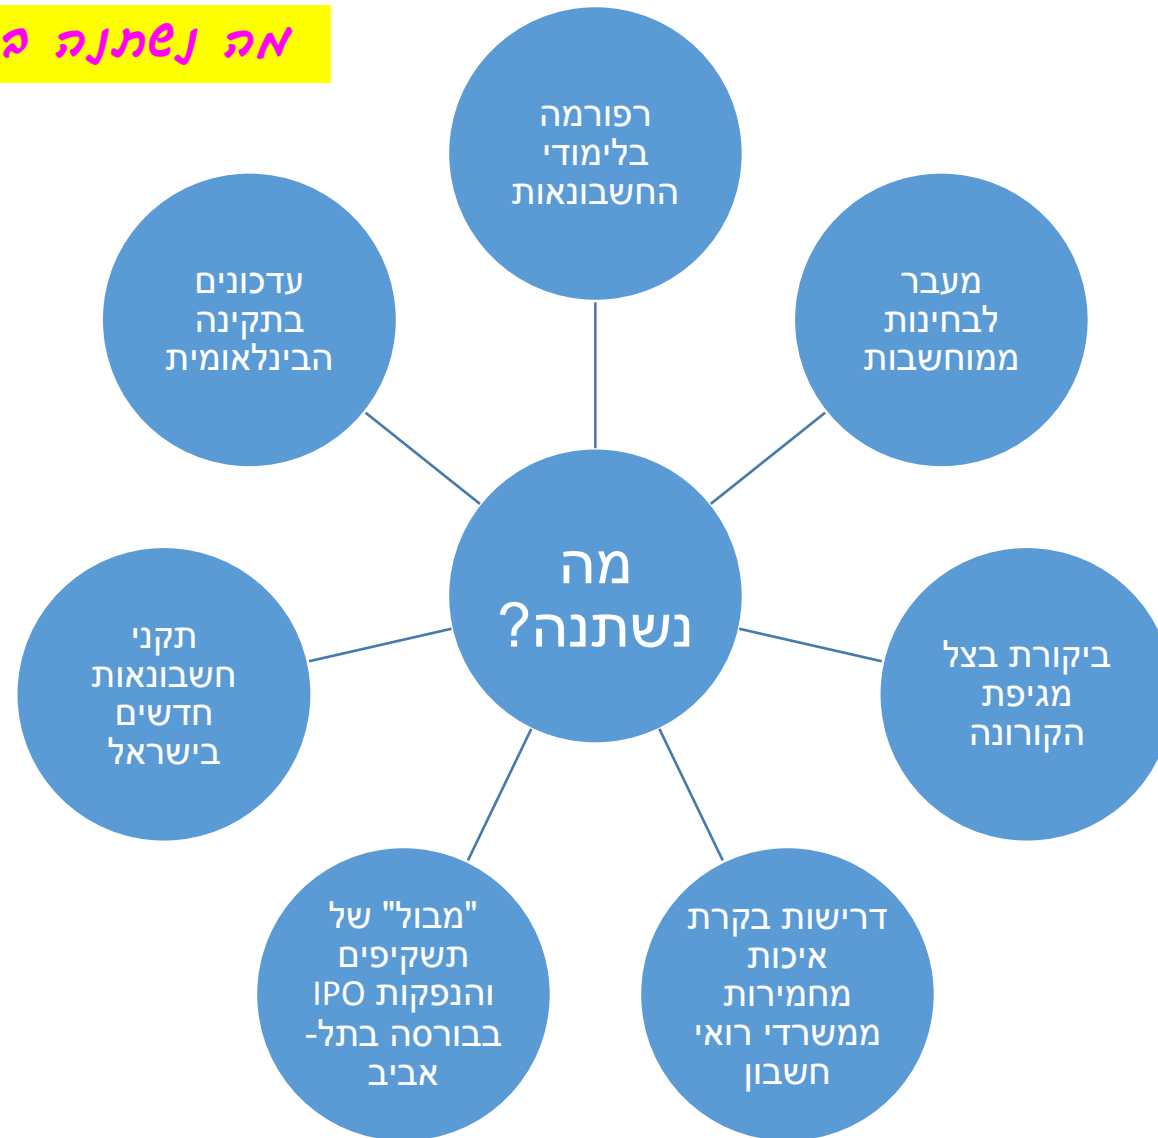 מה נשתנה ב
רפורמה
בלימודי
החשבונאות
מעבר
לבחינות
ממוחשבות
ביקורת בצל
מגיפת
הקורונה
דרישות בקרת
איכות
מחמירות
ממשרדי רואי
חשבון
"מבול" של
תשקיפים
והנפקות IPO
בבורסה בתל-
אביב
תקני
חשבונאות
חדשים
בישראל
עדכונים
בתקינה
הבינלאומית
מה
נשתנה?